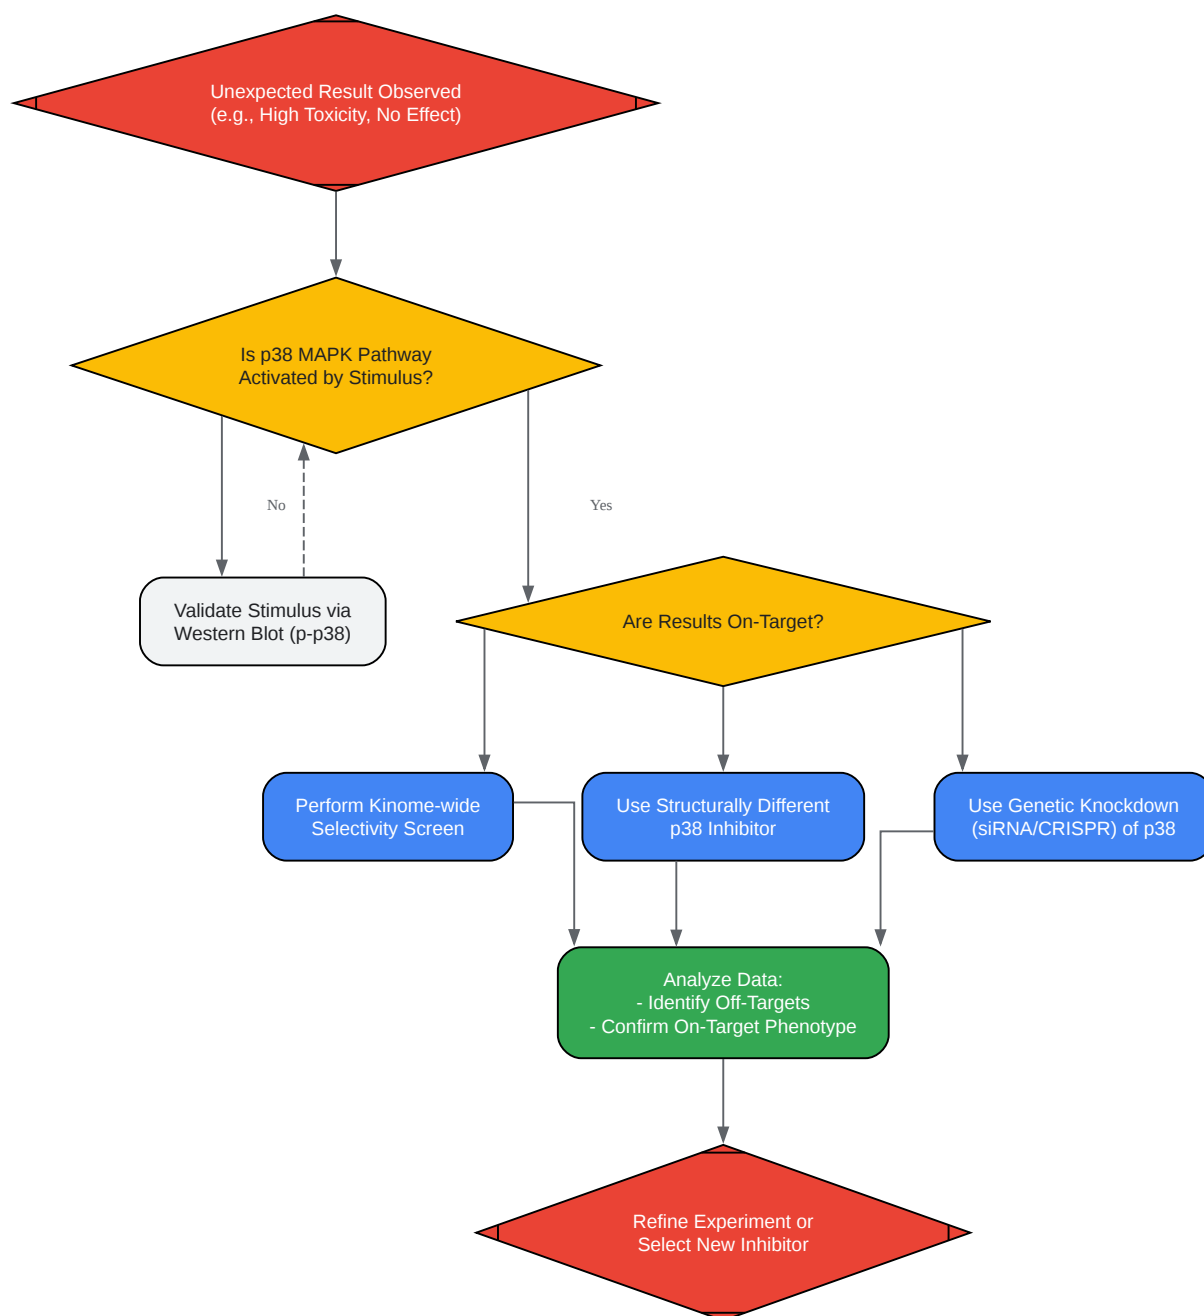 Unexpected Result Observed
(e.g., High Toxicity, No Effect)
Is p38 MAPK Pathway
Activated by Stimulus?
No
Yes
Validate Stimulus via
Western Blot (p-p38)
Are Results On-Target?
Perform Kinome-wide
Selectivity Screen
Use Structurally Different
p38 Inhibitor
Use Genetic Knockdown
(siRNA/CRISPR) of p38
Analyze Data:
- Identify Off-Targets
- Confirm On-Target Phenotype
Refine Experiment or
Select New Inhibitor